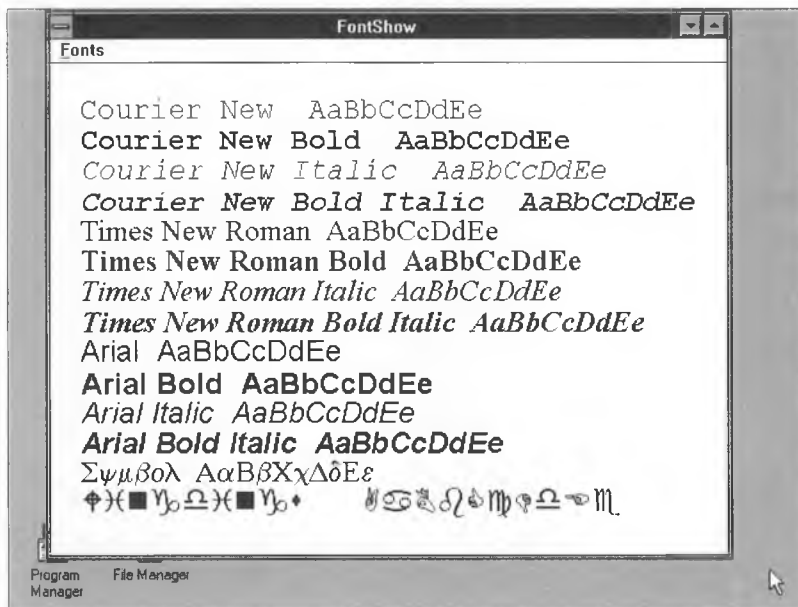 FontShow
Fonts
Courier New AaBbCcDdEe
Courier New Bold AaBbCcDdEe
Courier New Italic AaBbCcDdEe
Courier New Bold Italic AaBbCcDdEe
Times New Roman AaBbCcDdEe
Times New Roman Bold AaBbCcDdEe
Times New Roman Italic AaBbCcDdEe
Times New Roman Bold Italic AaBbCcDdEe
Arial AaBbCcDdEe
Arial Bold AaBbCcDdEe
Arial Italic AaBbCcDdEe
Arial Bold Italic AaBbCcDdEe
Σψμβολ ΑαΒβΧχΔδΕε
🕈♓■♑♎♓■♑⬧ ✌♋👌♌👍♍👎♎☜♏
Program Manager
File Manager